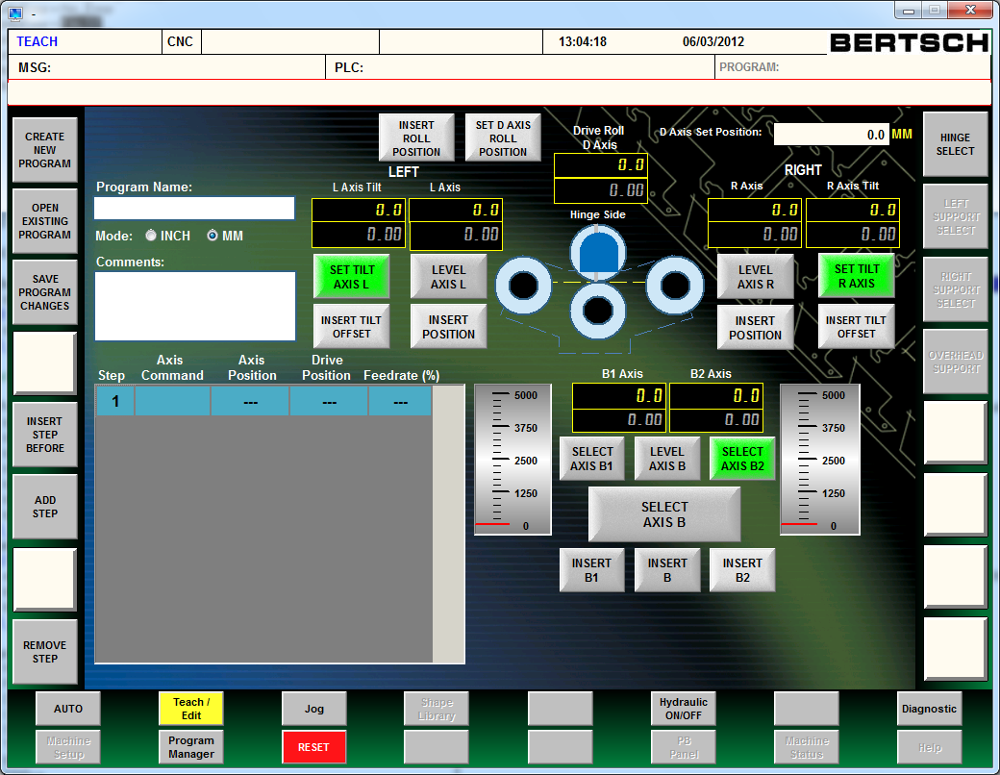 -
TEACH
CNC
13:04:18
06/03/2012
BERTSCH
MSG:
PLC:
PROGRAM:
CREATE
NEW
PROGRAM
OPEN
EXISTING
PROGRAM
SAVE
PROGRAM
CHANGES
INSERT
STEP
BEFORE
ADD
STEP
REMOVE
STEP
INSERT
ROLL
POSITION
SET D AXIS
ROLL
POSITION
Drive Roll
D Axis
0.0
0.00
Hinge Side
D Axis Set Position:
0.0
MM
Program Name:
Mode:
INCH
MM
Comments:
LEFT
L Axis Tilt
L Axis
0.0
0.0
0.00
0.00
SET TILT
AXIS L
LEVEL
AXIS L
INSERT TILT
OFFSET
INSERT
POSITION
RIGHT
R Axis
R Axis Tilt
0.0
0.0
0.00
0.00
LEVEL
AXIS R
SET TILT
R AXIS
INSERT
POSITION
INSERT TILT
OFFSET
Step
Axis
Command
Axis
Position
Drive
Position
Feedrate (%)
1
---
---
---
5000
3750
2500
1250
0
B1 Axis
B2 Axis
0.0
0.0
0.00
0.00
SELECT
AXIS B1
LEVEL
AXIS B
SELECT
AXIS B2
SELECT
AXIS B
INSERT
B1
INSERT
B
INSERT
B2
5000
3750
2500
1250
0
HINGE
SELECT
LEFT
SUPPORT
SELECT
RIGHT
SUPPORT
SELECT
OVERHEAD
SUPPORT
AUTO
Teach /
Edit
Jog
Shape
Library
Hydraulic
ON/OFF
Diagnostic
Machine
Setup
Program
Manager
RESET
PB
Panel
Machine
Status
Help